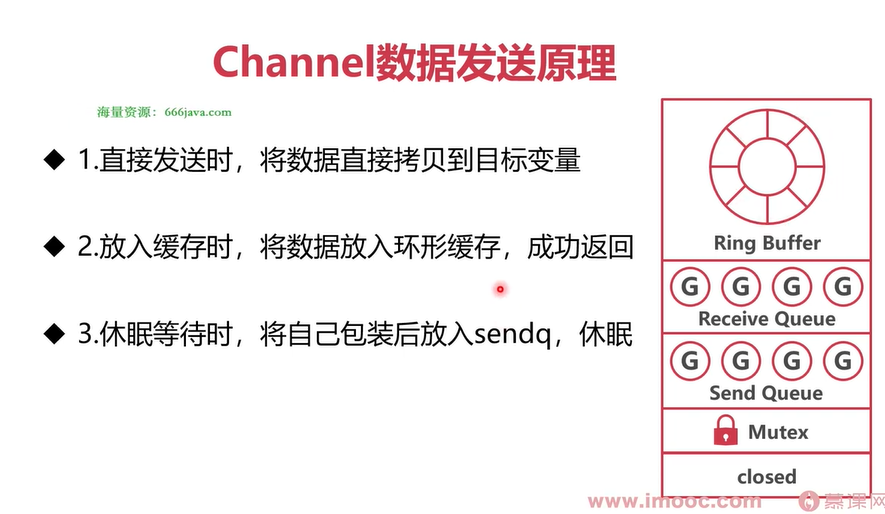 Channel数据发送原理
海量资源：666java.com
◆ 1.直接发送时，将数据直接拷贝到目标变量
◆ 2.放入缓存时，将数据放入环形缓存，成功返回
◆ 3.休眠等待时，将自己包装后放入sendq，休眠
Ring Buffer
G G G G
Receive Queue
G G G G
Send Queue
Mutex
closed
www.imooc.com 慕课网